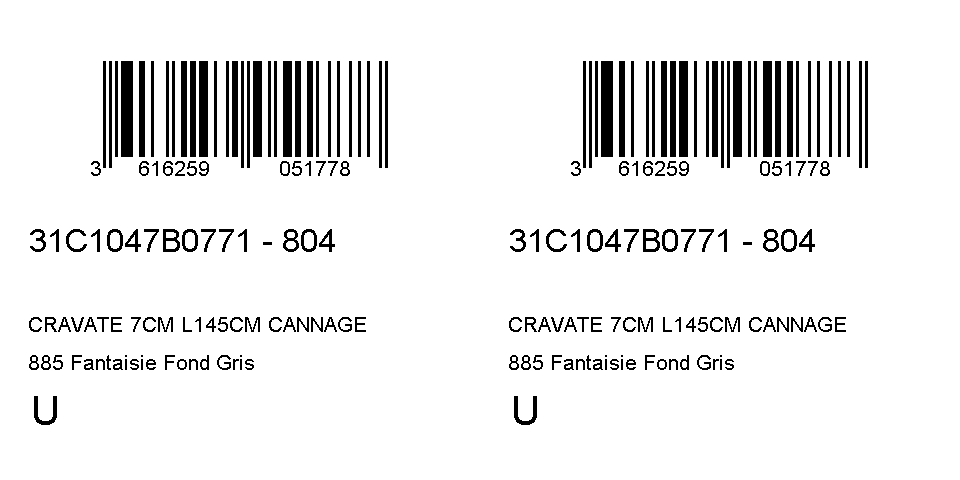 3 616259 051778
31C1047B0771 - 804
CRAVATE 7CM L145CM CANNAGE
885 Fantaisie Fond Gris
U
3 616259 051778
31C1047B0771 - 804
CRAVATE 7CM L145CM CANNAGE
885 Fantaisie Fond Gris
U